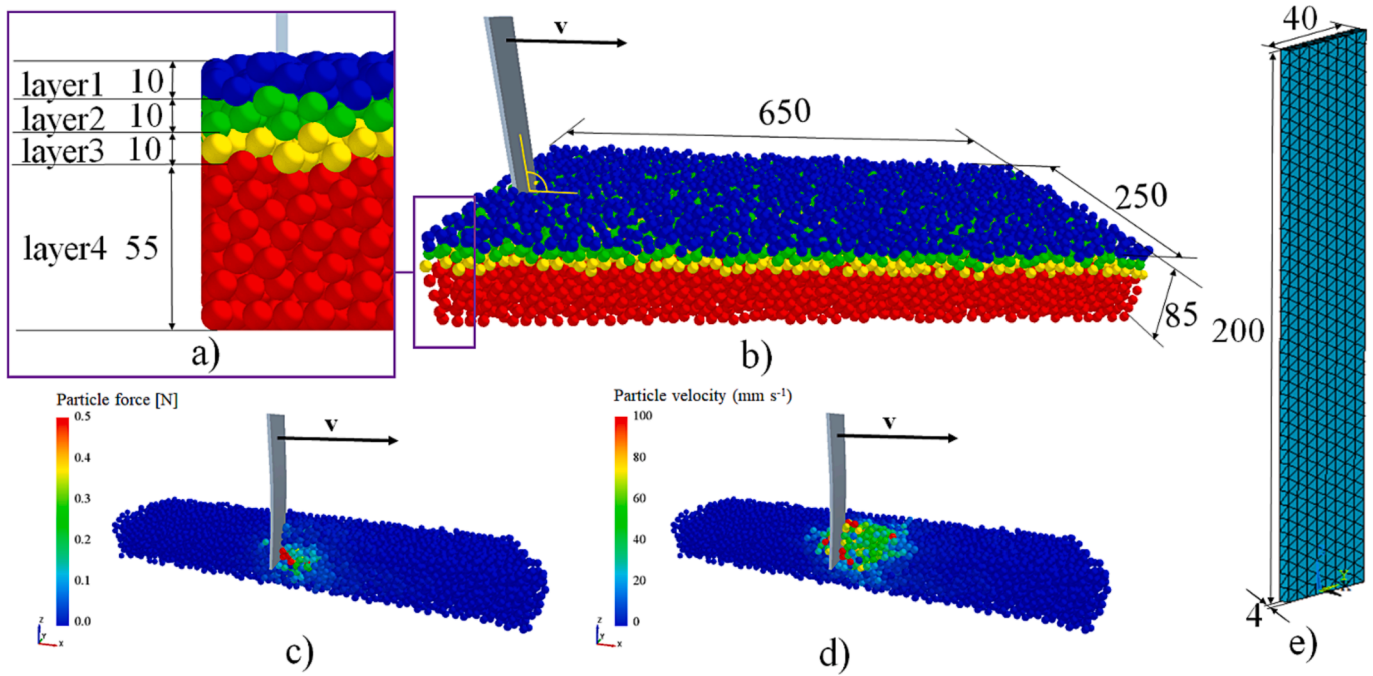 layer1 10
layer2 10
layer3 10
layer4 55
a)
v
650
250
85
b)
40
200
4
e)
Particle force [N]
0.5
0.4
0.3
0.2
0.1
0.0
v
z
y
x
c)
Particle velocity (mm s-1)
100
80
60
40
20
0
v
z
y
x
d)